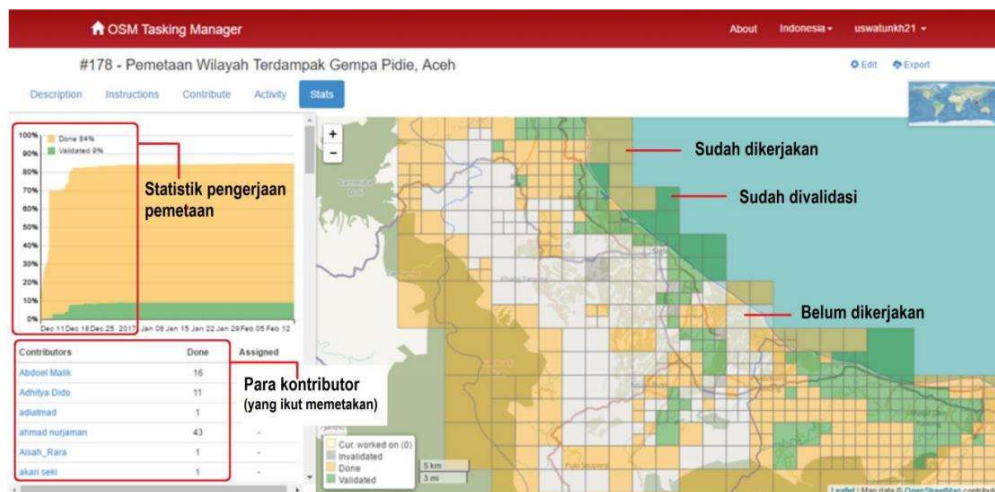 OSM Tasking Manager
About
Indonesia
uswatunkh21
#178 - Pemetaan Wilayah Terdampak Gempa Pidie, Aceh
Edit
Export
Description
Instructions
Contribute
Activity
Stats
100%
90%
80%
70%
60%
50%
40%
30%
20%
10%
0%
Done 84%
Validated 9%
Dec 11 Dec 18 Dec 25 2017 Jan 08 Jan 15 Jan 22 Jan 29 Feb 05 Feb 12
Statistik pengerjaan
pemetaan
Contributors Done Assigned
Abdoel Malik 16
Adhitya Dido 11
adiatmad 1
ahmad nurjaman 43 -
Aisah_Rara 1 -
akari seki 1 -
Para kontributor
(yang ikut memetakan)
+
-
Sudah dikerjakan
Sudah divalidasi
Belum dikerjakan
Cur. worked on (0)
Invalidated
Done
Validated
5 km
3 mi
Leaflet | Map data © OpenStreetMap contributors